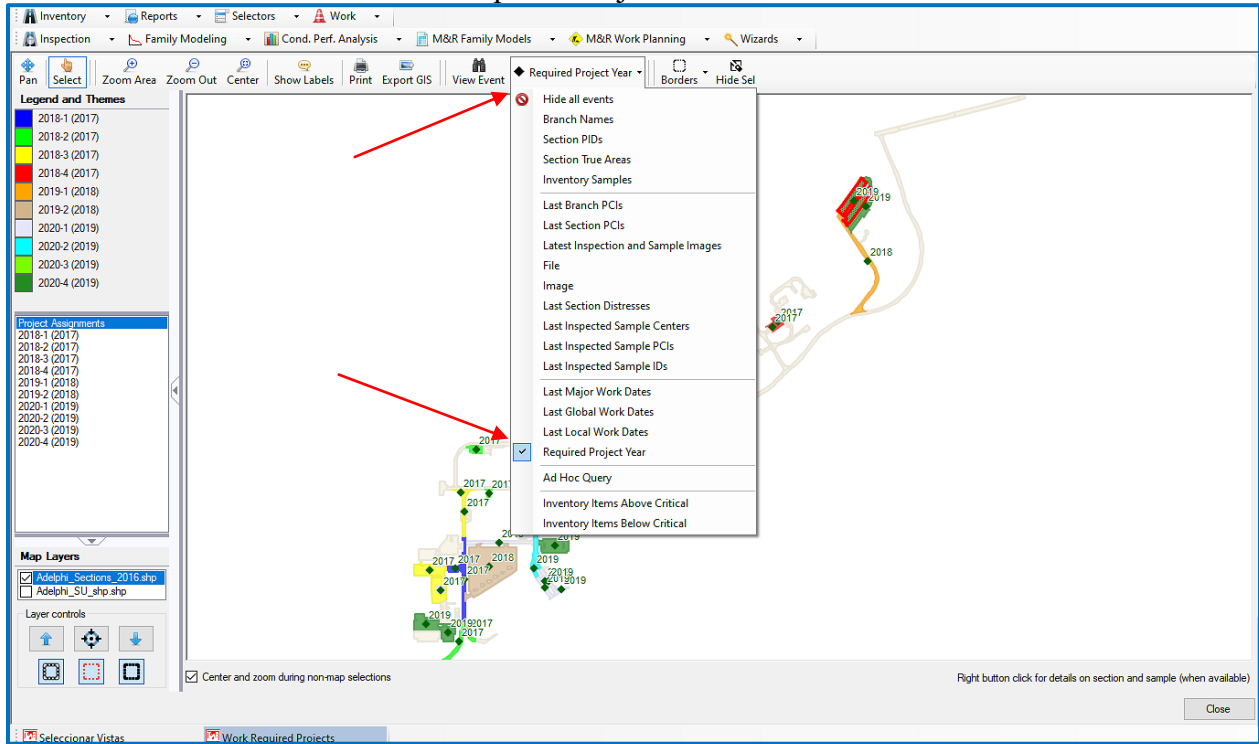 Inventory Reports Selectors Work
Inspection Family Modeling Cond. Perf. Analysis M&R Family Models M&R Work Planning Wizards
Pan Select Zoom Area Zoom Out Center Show Labels Print Export GIS View Event Required Project Year Borders Hide Sel
Legend and Themes
2018-1 (2017)
2018-2 (2017)
2018-3 (2017)
2018-4 (2017)
2019-1 (2018)
2019-2 (2018)
2020-1 (2019)
2020-2 (2019)
2020-3 (2019)
2020-4 (2019)
Project Assignments
2018-1 (2017)
2018-2 (2017)
2018-3 (2017)
2018-4 (2017)
2019-1 (2018)
2019-2 (2018)
2020-1 (2019)
2020-2 (2019)
2020-3 (2019)
2020-4 (2019)
Map Layers
Adelphi_Sections_2016.shp
Adelphi_SU_shp.shp
Layer controls
Hide all events
Branch Names
Section PIDs
Section True Areas
Inventory Samples
Last Branch PCIs
Last Section PCIs
Latest Inspection and Sample Images
File
Image
Last Section Distresses
Last Inspected Sample Centers
Last Inspected Sample PCIs
Last Inspected Sample IDs
Last Major Work Dates
Last Global Work Dates
Last Local Work Dates
Required Project Year
Ad Hoc Query
Inventory Items Above Critical
Inventory Items Below Critical
2019
2019
2018
2017
2017
2017
2017
2017
2019
2017 2017 2018 2019
2017
2017
2019
2019
2019
2019 2017
2017
Center and zoom during non-map selections
Right button click for details on section and sample (when available)
Close
Seleccionar Vistas Work Required Projects